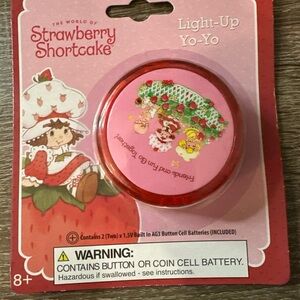 THE WORLD OF
Strawberry
Shortcake
Light-Up
Yo-Yo
Friends and Fun Go Together!
Contains 2 (Two) x 1.5V Built In AG3 Button Cell Batteries (INCLUDED)
WARNING:
CONTAINS BUTTON OR COIN CELL BATTERY.
Hazardous if swallowed - see instructions.
8+